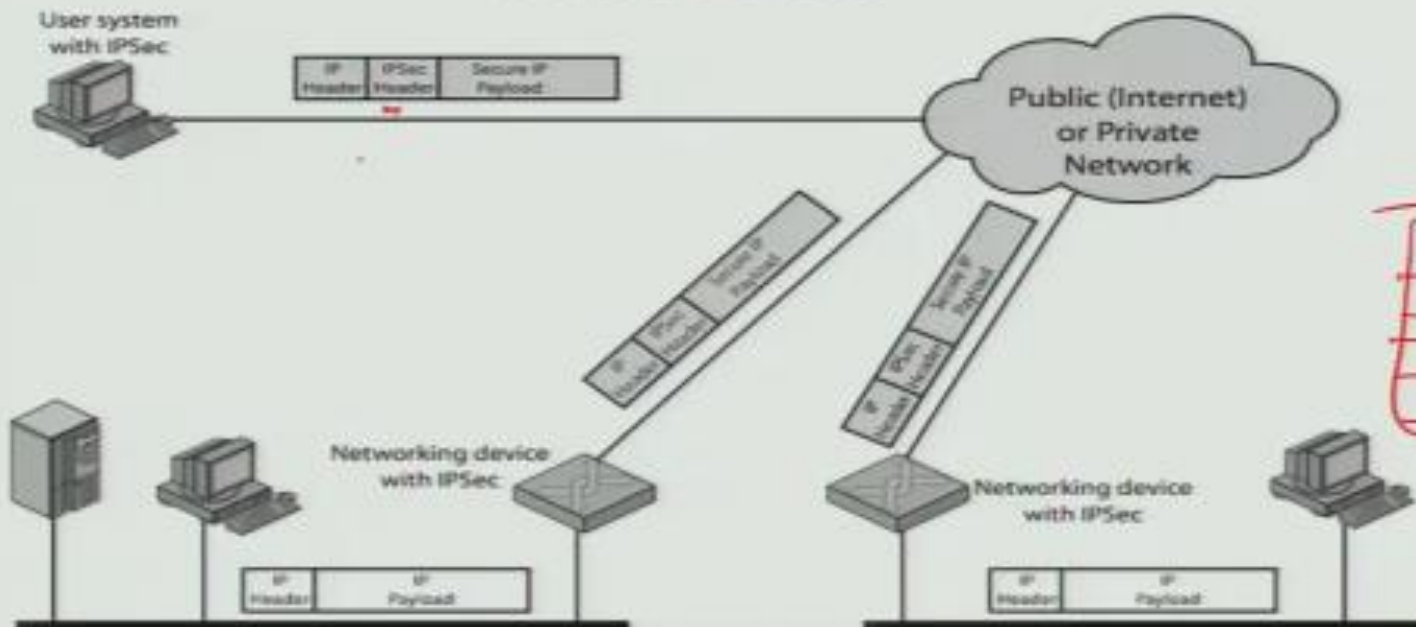 User system
with IPSec
IP IPSec Secure IP
Header Header Payload
Public (Internet)
or Private
Network
IP IPSec Secure IP
Header Header Payload
IP IPSec Secure IP
Header Header Payload
Networking device
with IPSec
Networking device
with IPSec
IP IP
Header Payload
IP IP
Header Payload